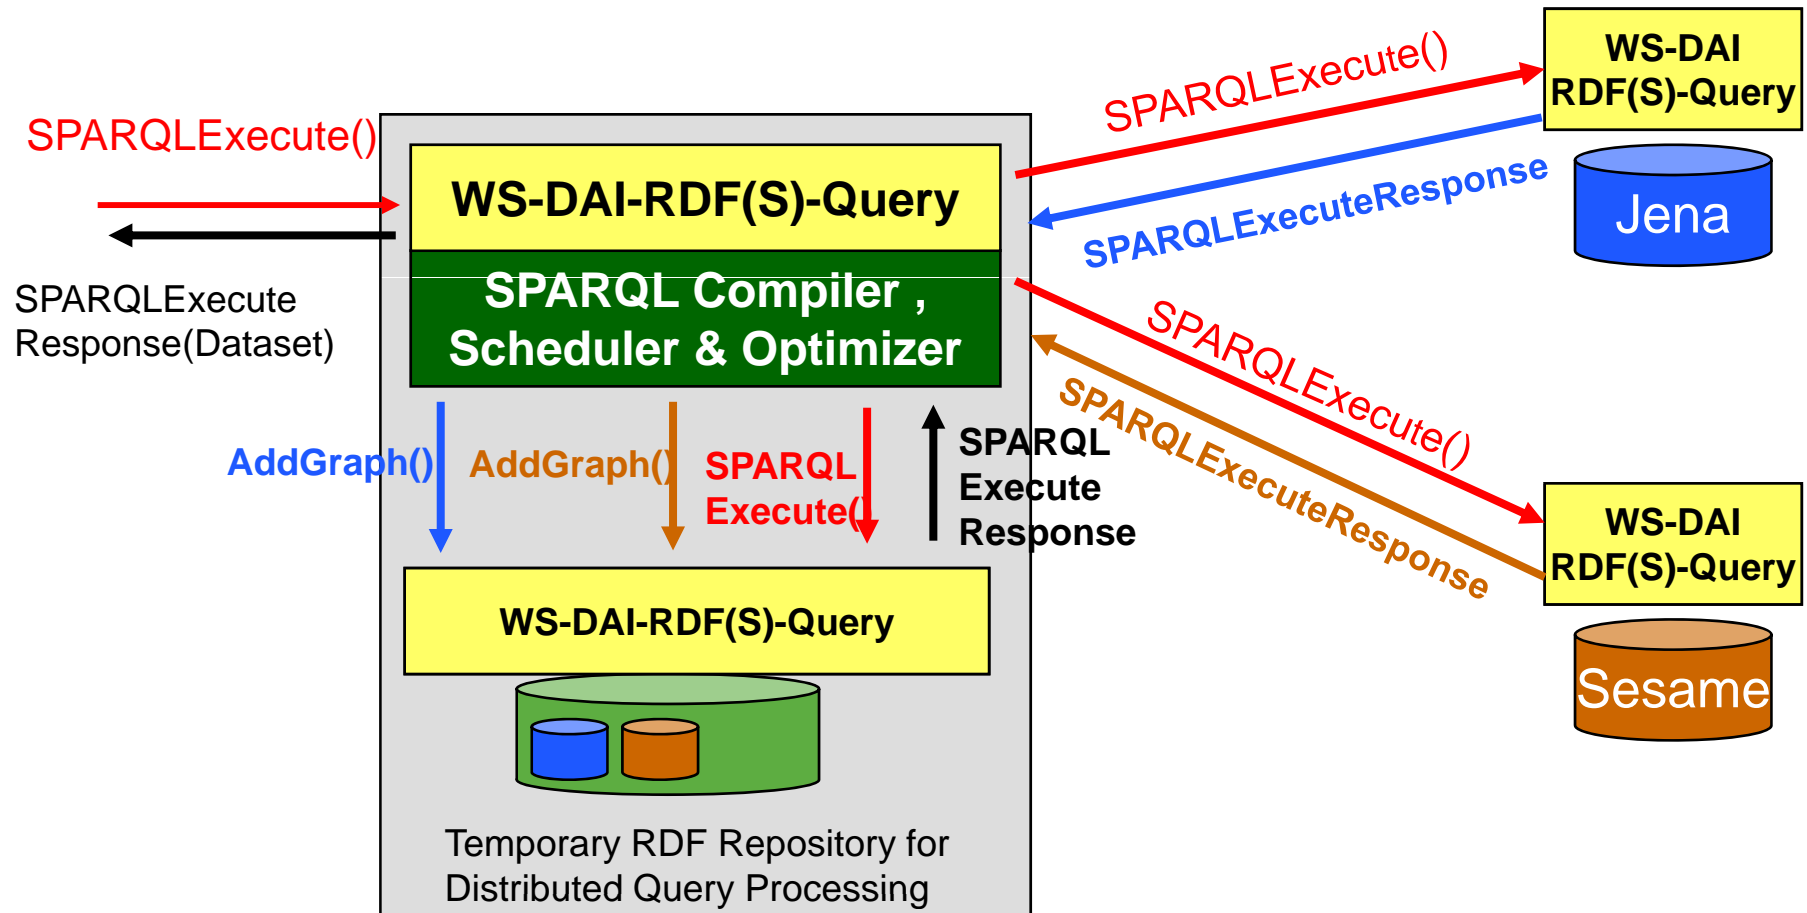 SPARQLExecute()
SPARQLExecute
Response(Dataset)
WS-DAI-RDF(S)-Query
SPARQL Compiler ,
Scheduler & Optimizer
AddGraph()
AddGraph()
SPARQL
Execute()
SPARQL
Execute
Response
WS-DAI-RDF(S)-Query
Temporary RDF Repository for
Distributed Query Processing
SPARQLExecute()
SPARQLExecuteResponse
SPARQLExecute()
SPARQLExecuteResponse
WS-DAI
RDF(S)-Query
Jena
WS-DAI
RDF(S)-Query
Sesame